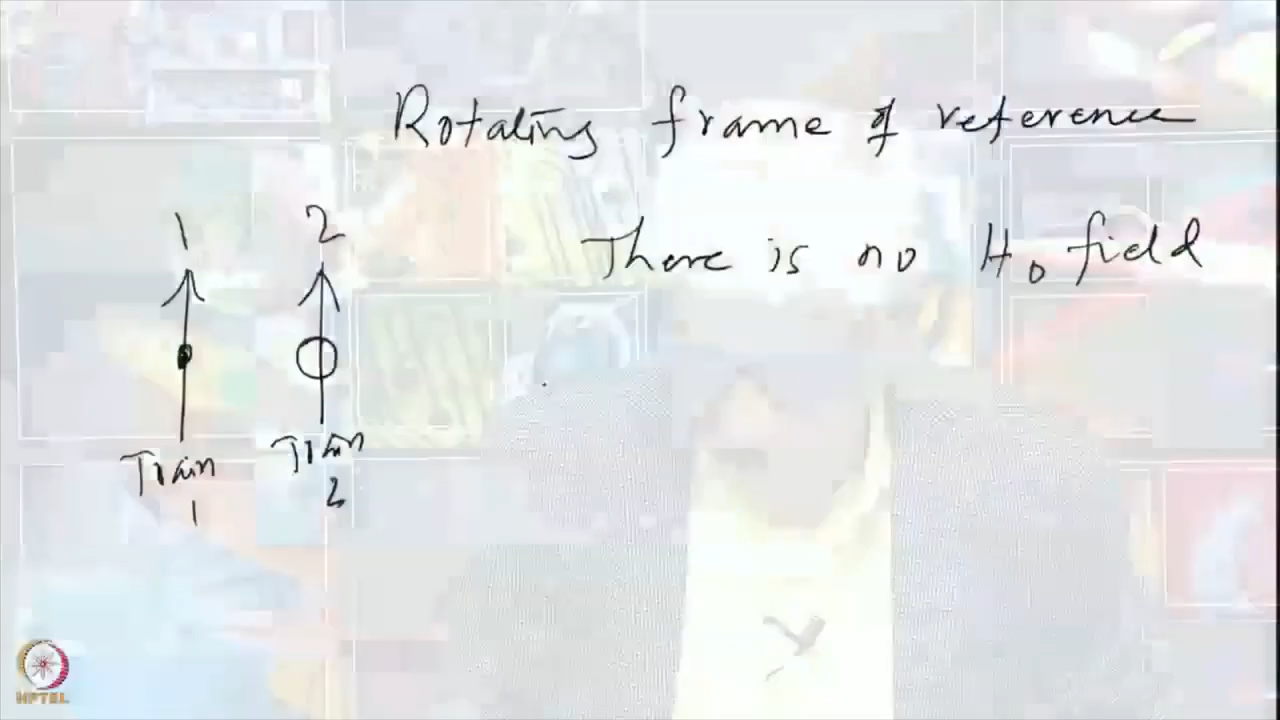 Rotating frame of reference
There is no H₀ field
1 2
Train Train
1 2
NPTEL